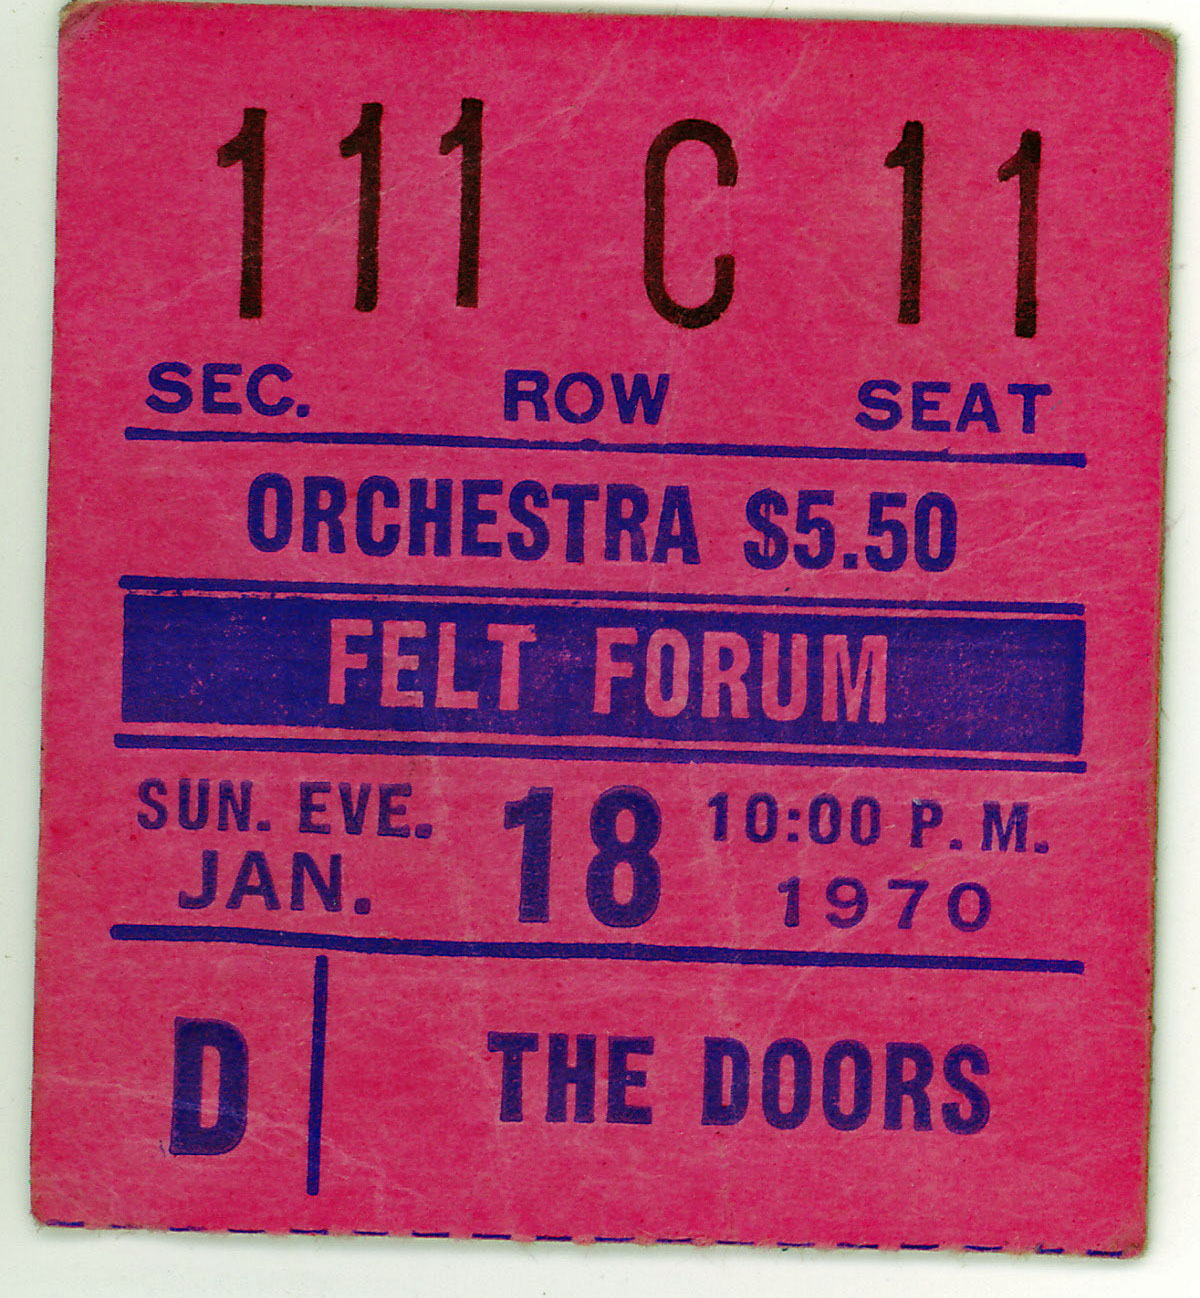 111 C 11
SEC. ROW SEAT
ORCHESTRA $5.50
FELT FORUM
SUN. EVE. 18 10:00 P.M.
JAN. 1970
D THE DOORS